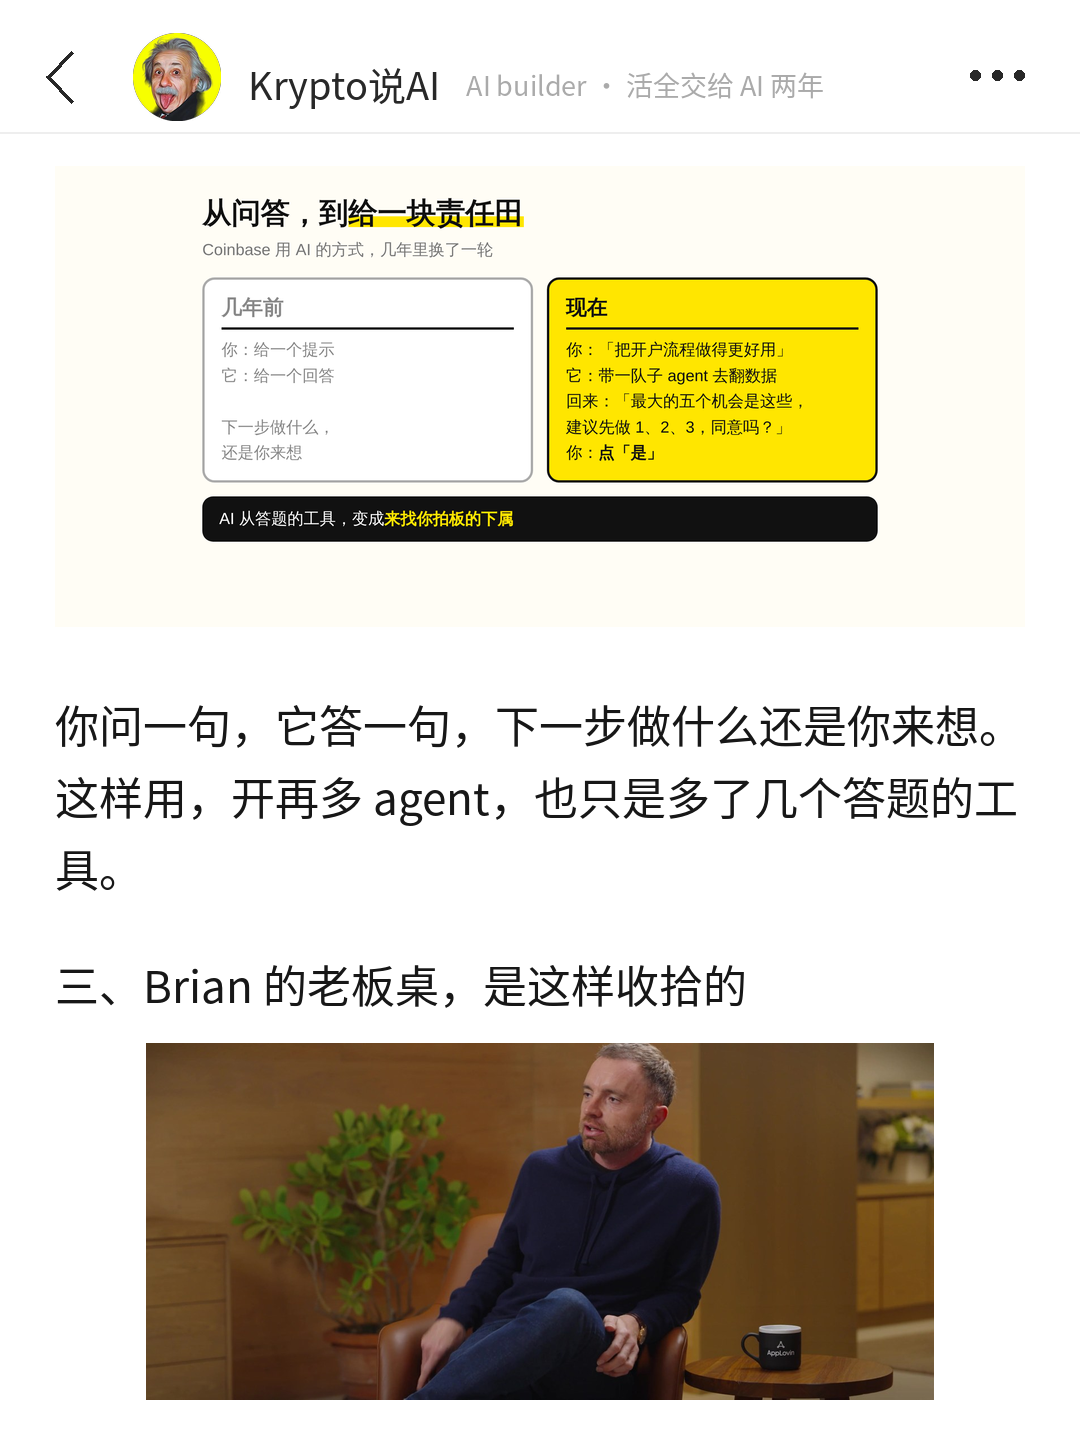 Krypto说AI AI builder · 活全交给 AI 两年
从问答，到给一块责任田
Coinbase 用 AI 的方式，几年里换了一轮
几年前
你：给一个提示
它：给一个回答
下一步做什么，
还是你来想
现在
你：「把开户流程做得更好用」
它：带一队子 agent 去翻数据
回来：「最大的五个机会是这些，
建议先做 1、2、3，同意吗？」
你：点「是」
AI 从答题的工具，变成来找你拍板的下属
你问一句，它答一句，下一步做什么还是你来想。
这样用，开再多 agent，也只是多了几个答题的工
具。
三、Brian 的老板桌，是这样收拾的
AppLovin